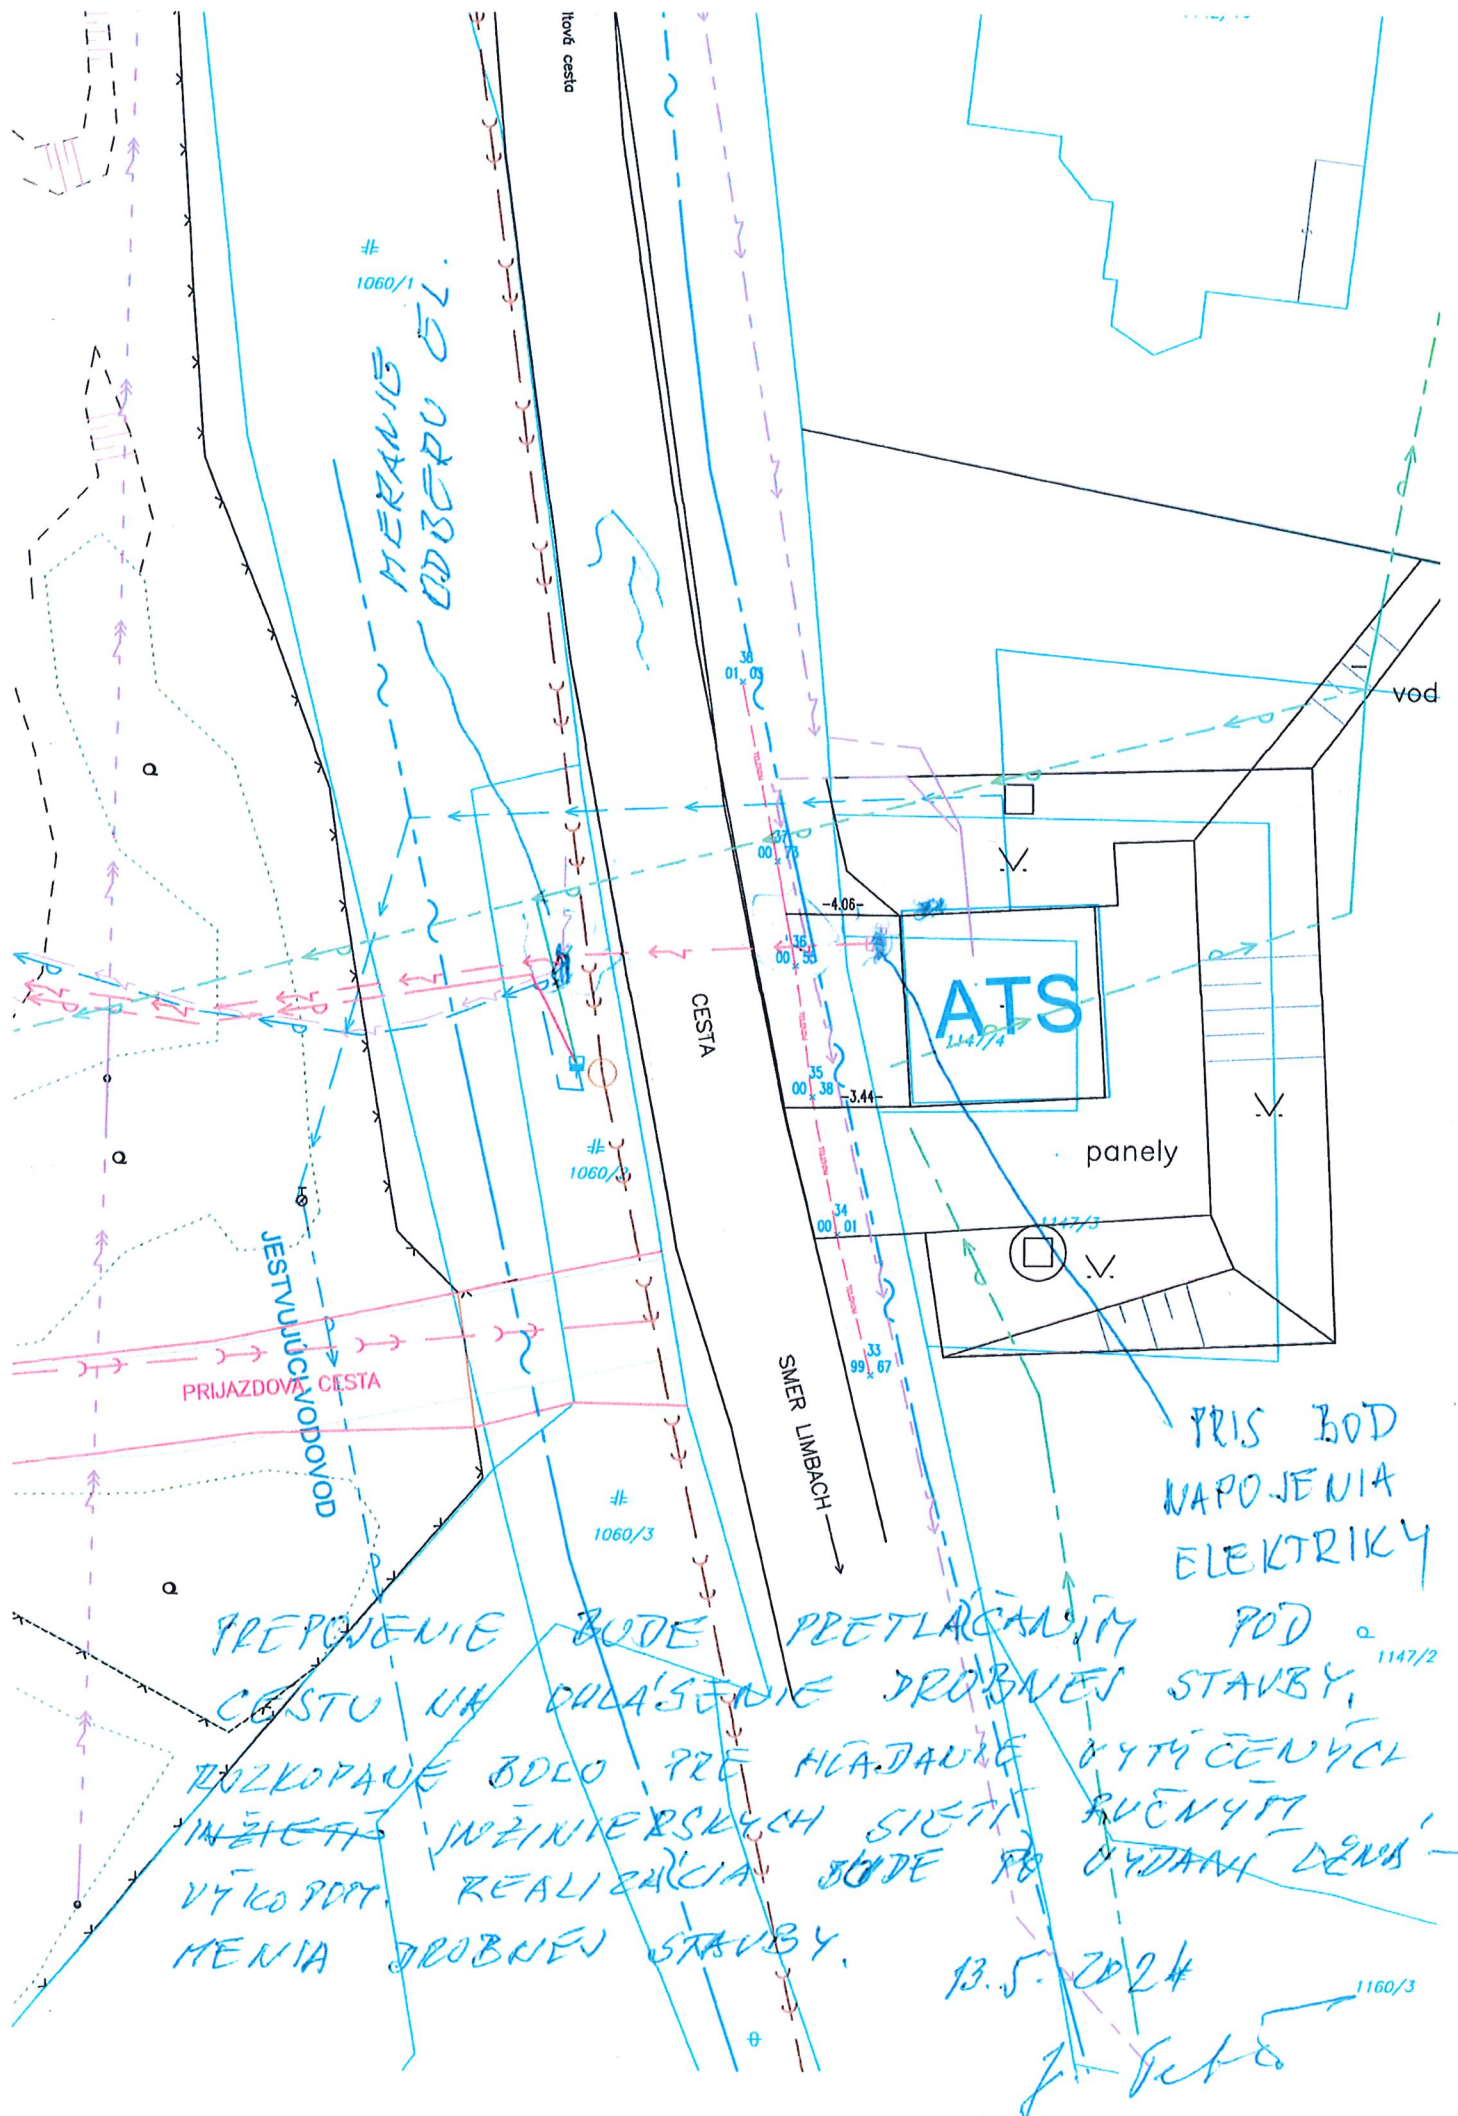 ltová cesta
#
1060/1
MERANIE
ODBERU EL.
38
01 03
vod
37
00 73
-4.06-
36
00 55
ATS
1147/4
CESTA
35
00 38
-3.44-
panely
#
1060/2
34
00 01
1147/3
JESTVUJÚCI VODOVOD
33
99 67
PRIJAZDOVA CESTA
SMER LIMBACH
PRIS BOD
NAPOJENIA
ELEKTRIKY
#
1060/3
PREPOJENIE BUDE PRETLÁČANÍM POD
1147/2
CESTU NA OHLÁSENIE DROBNEJ STAVBY.
ROZKOPANÉ BOLO PRE HĽADANIE VYTÝČENÝCH
INŽINIERSKYCH SIETÍ RUČNÝM
VÝKOPOM. REALIZÁCIA BUDE PO VYDANÍ OZNÁ-
MENIA DROBNEJ STAVBY.
13.5.2024
1160/3